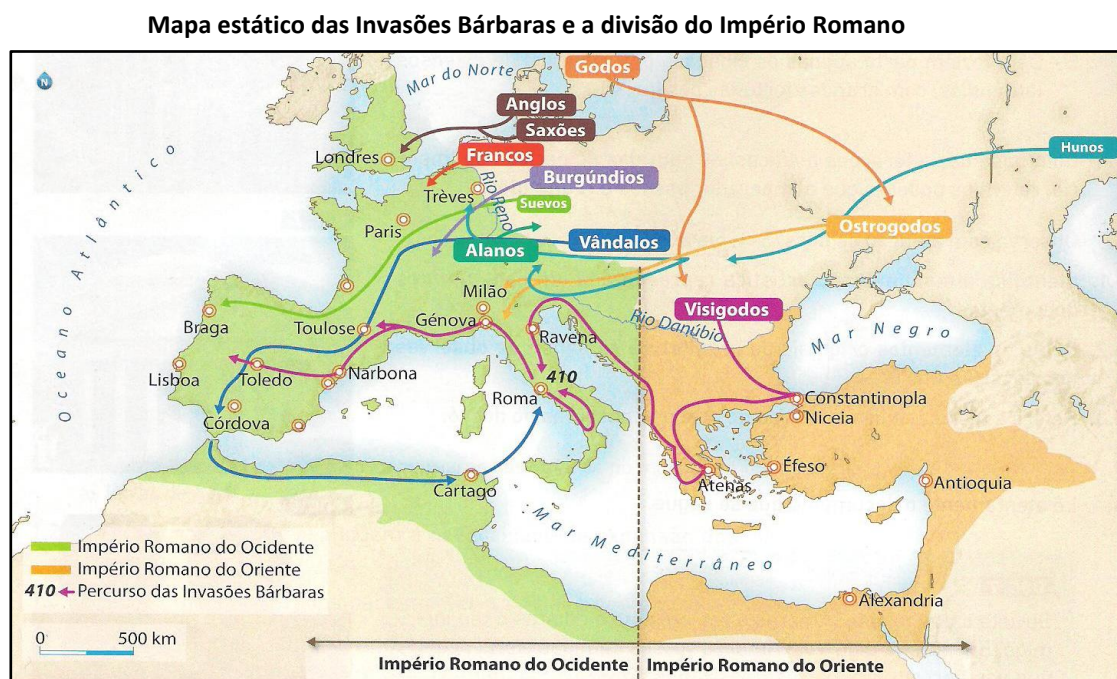 Mapa estático das Invasões Bárbaras e a divisão do Império Romano
N
Mar do Norte
Godos
Anglos
Saxões
Hunos
Londres
Francos
Burgúndios
Rio Reno
Trèves
Suevos
Paris
Ostrogodos
Vândalos
Alanos
Oceano Atlântico
Milão
Visigodos
Braga
Toulose
Génova
Rio Danúbio
Mar Negro
Ravena
Lisboa
Toledo
Narbona
410
Roma
Constantinopla
Niceia
Córdova
Éfeso
Cartago
Atenas
Antioquia
Mar Mediterrâneo
Império Romano do Ocidente
Império Romano do Oriente
410 Percurso das Invasões Bárbaras
Alexandria
0 500 km
Império Romano do Ocidente
Império Romano do Oriente